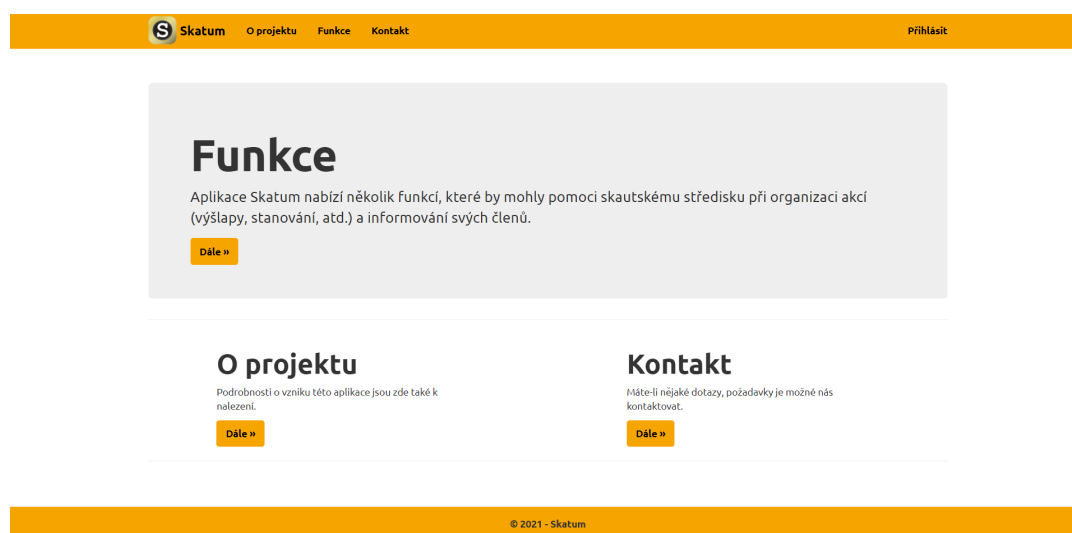 S Skatum O projektu Funkce Kontakt Přihlásit
Funkce
Aplikace Skatum nabízí několik funkcí, které by mohly pomoci skautskému středisku při organizaci akcí
(výšlapy, stanování, atd.) a informování svých členů.
Dále »
O projektu
Podrobnosti o vzniku této aplikace jsou zde také k
nalezení.
Dále »
Kontakt
Máte-li nějaké dotazy, požadavky je možné nás
kontaktovat.
Dále »
© 2021 - Skatum